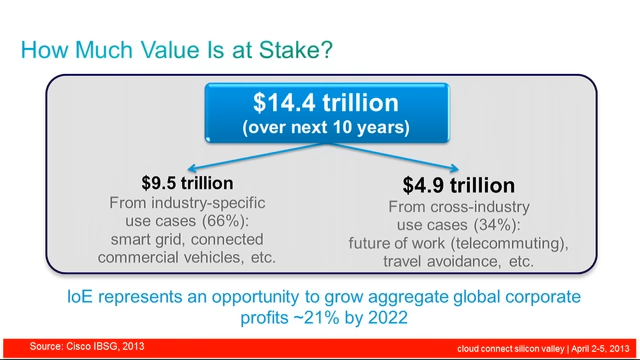 How Much Value Is at Stake?
$14.4 trillion
(over next 10 years)
$9.5 trillion
From industry-specific
use cases (66%):
smart grid, connected
commercial vehicles, etc.
$4.9 trillion
From cross-industry
use cases (34%):
future of work (telecommuting),
travel avoidance, etc.
IoE represents an opportunity to grow aggregate global corporate
profits ~21% by 2022
Source: Cisco IBSG, 2013
cloud connect silicon valley | April 2-5, 2013